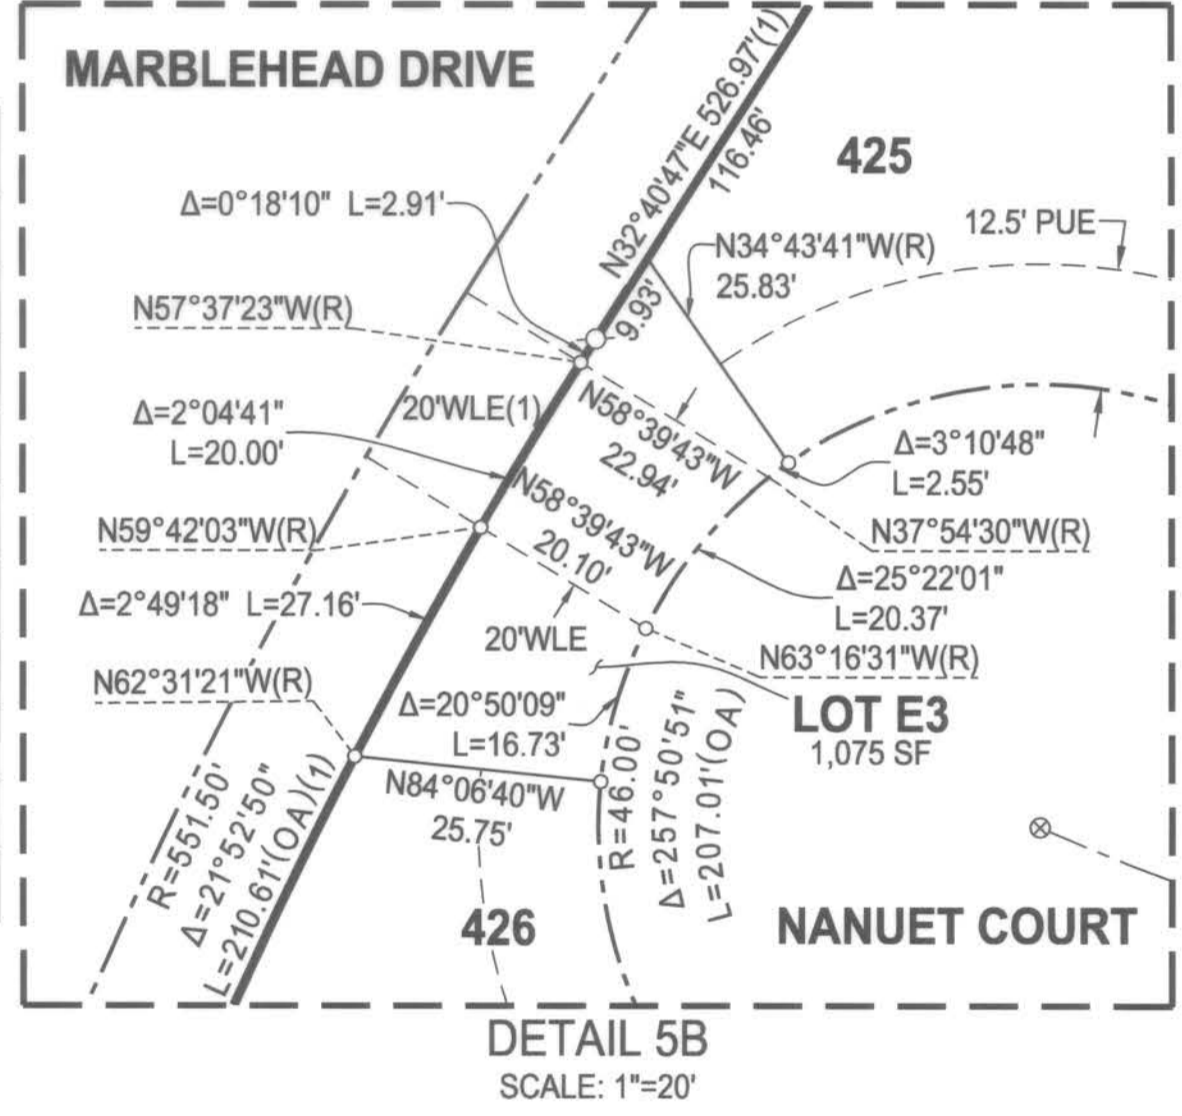 MARBLEHEAD DRIVE
N32°40'47"E 526.97'(1)
116.46'
425
Δ=0°18'10" L=2.91'
12.5' PUE
N34°43'41"W(R)
25.83'
N57°37'23"W(R)
9.93'
Δ=2°04'41"
L=20.00'
20'WLE(1)
N58°39'43"W
22.94'
Δ=3°10'48"
L=2.55'
N59°42'03"W(R)
N58°39'43"W
20.10'
N37°54'30"W(R)
Δ=25°22'01"
L=20.37'
Δ=2°49'18" L=27.16'
20'WLE
N63°16'31"W(R)
N62°31'21"W(R)
Δ=20°50'09"
L=16.73'
LOT E3
1,075 SF
N84°06'40"W
25.75'
R=551.50'
Δ=21°52'50"
L=210.61'(OA)(1)
R=46.00'
Δ=257°50'51"
L=207.01'(OA)
426
NANUET COURT
DETAIL 5B
SCALE: 1"=20'